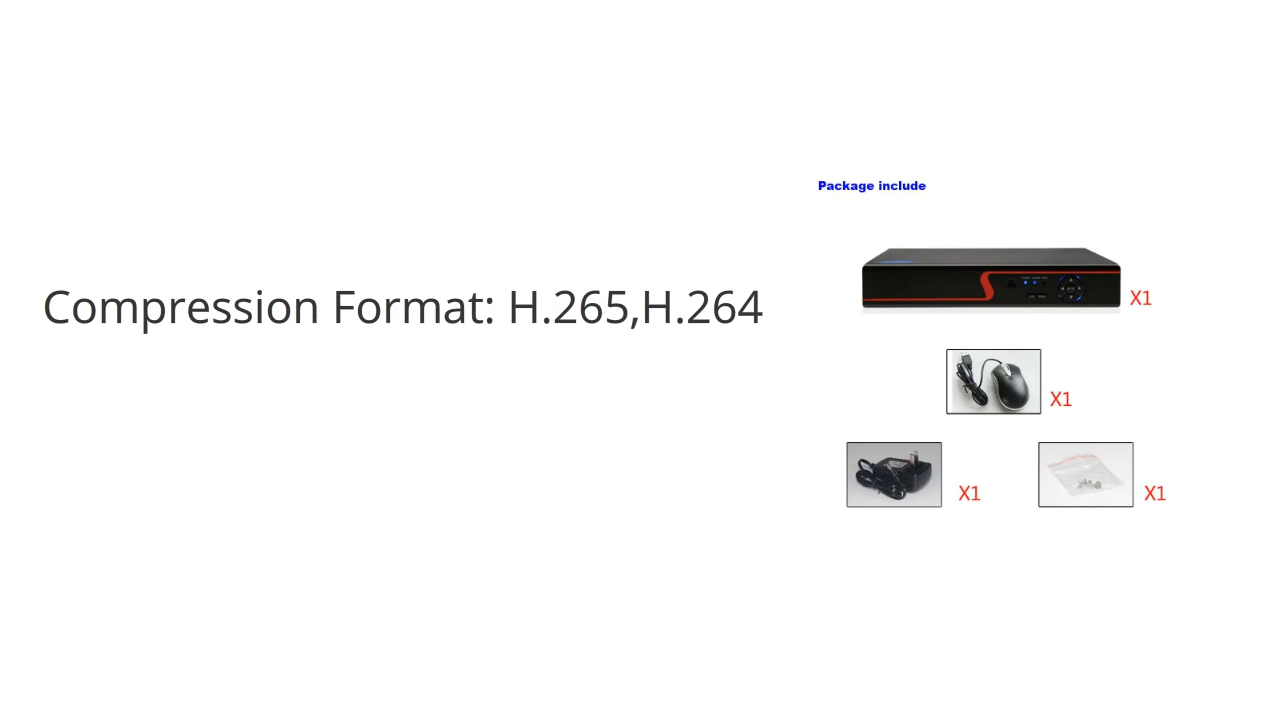 Compression Format: H.265,H.264
Package include
X1
X1
X1
X1